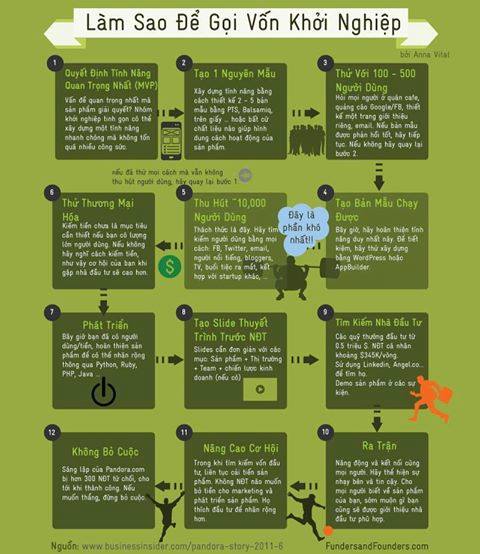 Làm Sao Để Gọi Vốn Khởi Nghiệp
bởi Anna Vital
1
Quyết Định Tính Năng
Quan Trọng Nhất (MVP)
Vấn đề quan trọng nhất mà
sản phẩm giải quyết? Nhóm
khởi nghiệp tinh gọn có thể
xây dựng một tính năng
nhanh chóng mà không tốn
quá nhiều công sức.
2
Tạo 1 Nguyên Mẫu
Xây dựng tính năng bằng
cách thiết kế 2 - 5 bản
mẫu bằng PTS, Balsamiq,
trên giấy ... hoặc bất cứ
chất liệu nào giúp hình
dung cách hoạt động của
sản phẩm.
3
Thử Với 100 - 500
Người Dùng
Hỏi mọi người ở quán cafe,
quảng cáo Google/FB, thiết
kế một trang giới thiệu
riêng, email. Nếu bản mẫu
được phản hồi tốt, hãy tiếp
tục. Nếu không hãy quay lại
bước 2.
nếu đã thử mọi cách mà vẫn không
thu hút người dùng, hãy quay lại bước 1
4
Tạo Bản Mẫu Chạy
Được
Bây giờ, hãy hoàn thiện tính
năng duy nhất này. Để tiết
kiệm, hãy thử xây dựng
bằng WordPress hoặc
AppBuilder.
Đây là
phần khó
nhất!!
5
Thu Hút ~10,000
Người Dùng
Thách thức là đây. Hãy tìm
kiếm người dùng bằng mọi
cách FB, Twitter, email,
người nổi tiếng, bloggers,
TV, buổi tiệc ra mắt, kết
hợp với startup khác, ...
6
Thử Thương Mại
Hóa
Kiếm tiền chưa mục tiêu
cần thiết nếu bạn có lượng
lớn người dùng. Nếu không
hãy nghĩ cách kiếm tiền,
như vậy cơ hội của bạn khi
gặp nhà đầu tư sẽ cao hơn.
$
7
Phát Triển
Bây giờ bạn đã có người
dùng/tiền, hoàn thiện sản
phẩm để có thể nhân rộng
thông qua Python, Ruby,
PHP, Java ...
8
Tạo Slide Thuyết
Trình Trước NĐT
Slides cần đơn giản với các
mục: Sản phẩm + Thị trường
+ Team + chiến lược kinh
doanh (nếu có)
9
Tìm Kiếm Nhà Đầu Tư
Các quỹ thường đầu tư từ
0.5 triệu $. NĐT cá nhân
khoảng $345K/vòng.
Sử dụng Linkedin, Angel.co...
để tìm họ.
Demo sản phẩm ở các sự
kiện.
10
Ra Trận
Năng động và kết nối cùng
mọi người. Hãy thể hiện sự
nhạy bén và tin cậy. Cho
mọi người biết về sản phẩm
của bạn, sớm muộn gì bạn
cũng sẽ được giới thiệu nhà
đầu tư phù hợp.
11
Nâng Cao Cơ Hội
Trong khi tìm kiếm vốn đầu
tư, liên tục cải tiến sản
phẩm. Không NĐT nào muốn
bỏ tiền cho marketing và
phát triển sản phẩm. Họ
thích đầu tư để nhân rộng
hơn.
12
Không Bỏ Cuộc
Sáng lập của Pandora.com
bị hơn 300 NĐT từ chối, cho
tới khi thành công. Nếu
muốn thắng, đừng bỏ cuộc.
Nguồn: www.businessinsider.com/pandora-story-2011-6
FundersandFounders.com